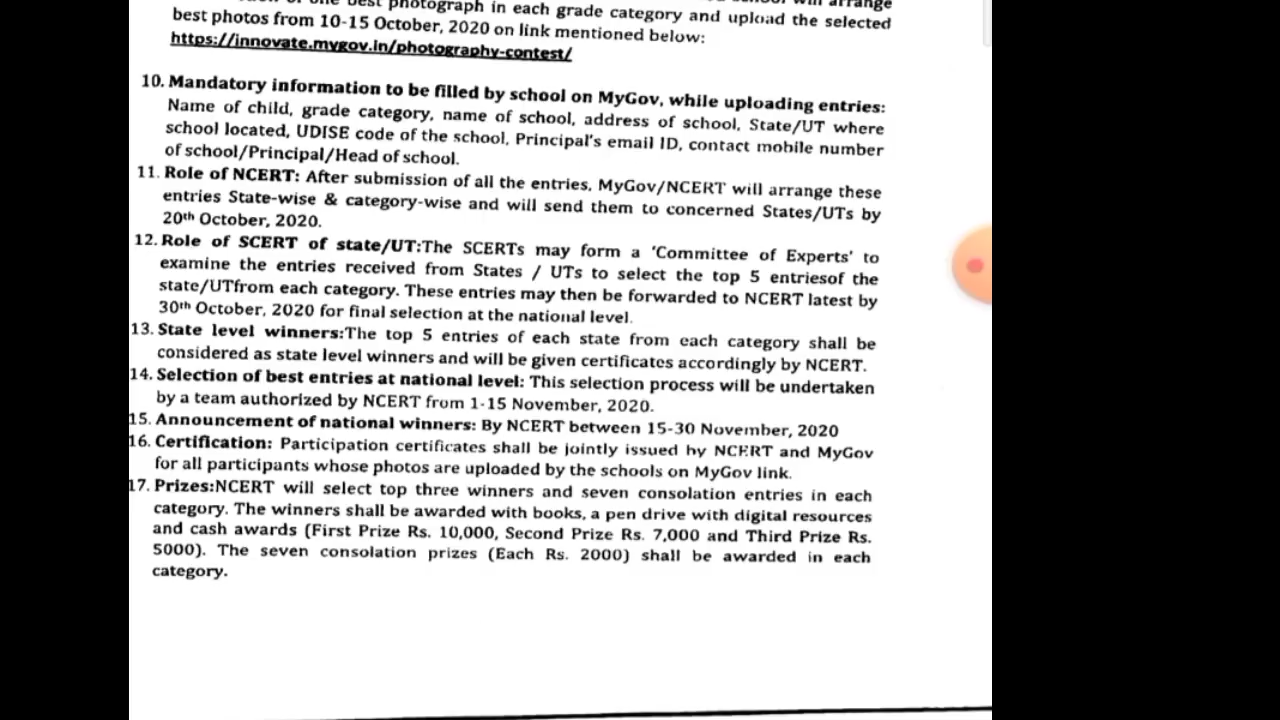 best photograph in each grade category and upload the selected
best photos from 10-15 October, 2020 on link mentioned below:
https://innovate.mygov.in/photography-contest/
10. Mandatory information to be filled by school on MyGov, while uploading entries:
Name of child, grade category, name of school, address of school, State/UT where
school located, UDISE code of the school, Principal's email ID, contact mobile number
of school/Principal/Head of school.
11. Role of NCERT: After submission of all the entries, MyGov/NCERT will arrange these
entries State-wise & category-wise and will send them to concerned States/UTs by
20th October, 2020.
12. Role of SCERT of state/UT:The SCERTs may form a 'Committee of Experts' to
examine the entries received from States / UTs to select the top 5 entriesof the
state/UTfrom each category. These entries may then be forwarded to NCERT latest by
30th October, 2020 for final selection at the national level.
13. State level winners:The top 5 entries of each state from each category shall be
considered as state level winners and will be given certificates accordingly by NCERT.
14. Selection of best entries at national level: This selection process will be undertaken
by a team authorized by NCERT from 1-15 November, 2020.
15. Announcement of national winners: By NCERT between 15-30 November, 2020
16. Certification: Participation certificates shall be jointly issued by NCERT and MyGov
for all participants whose photos are uploaded by the schools on MyGov link.
17. Prizes:NCERT will select top three winners and seven consolation entries in each
category. The winners shall be awarded with books, a pen drive with digital resources
and cash awards (First Prize Rs. 10,000, Second Prize Rs. 7,000 and Third Prize Rs.
5000). The seven consolation prizes (Each Rs. 2000) shall be awarded in each
category.